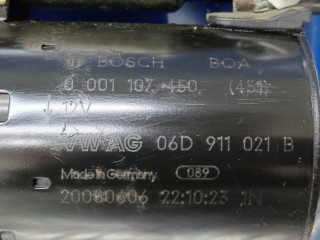 BOSCH BQA
0 001 107 450 (451)
12V
VWAG 06D 911 021 B
Made in Germany 089
20080606 22:10:23 1N